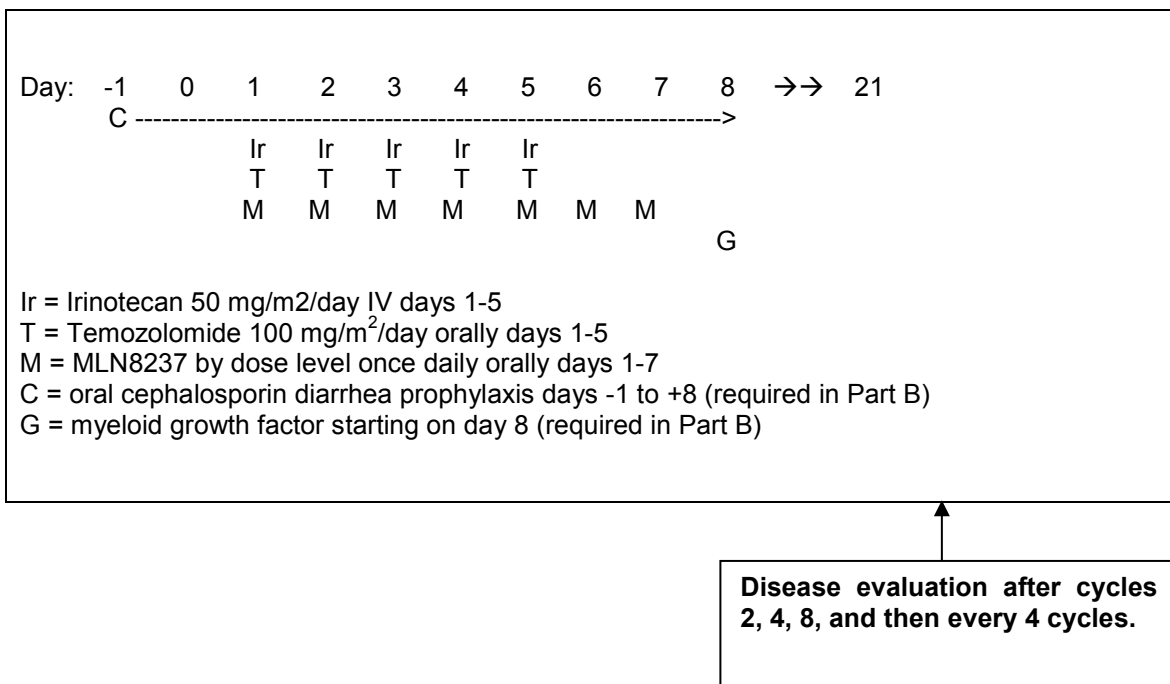 Day: -1 0 1 2 3 4 5 6 7 8 →→ 21
C ----------------------------------------------------------------->
Ir Ir Ir Ir Ir
T T T T T
M M M M M M M
G
Ir = Irinotecan 50 mg/m2/day IV days 1-5
T = Temozolomide 100 mg/m²/day orally days 1-5
M = MLN8237 by dose level once daily orally days 1-7
C = oral cephalosporin diarrhea prophylaxis days -1 to +8 (required in Part B)
G = myeloid growth factor starting on day 8 (required in Part B)
Disease evaluation after cycles
2, 4, 8, and then every 4 cycles.